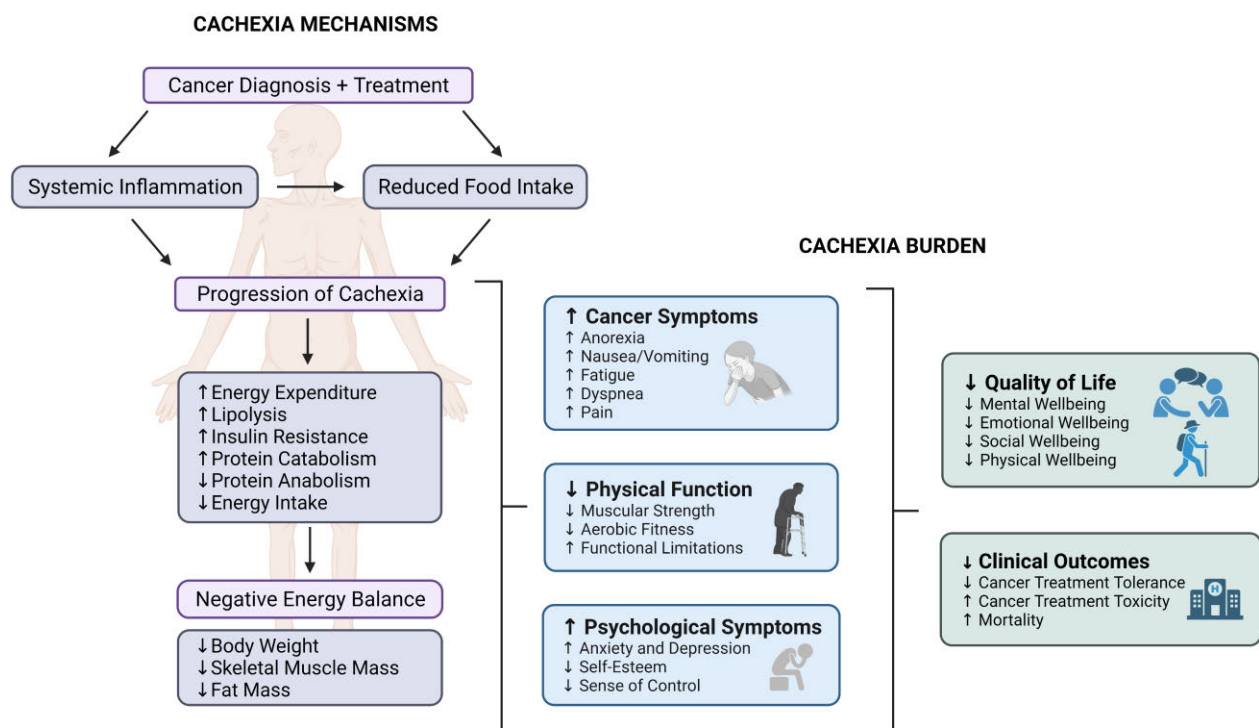 CACHEXIA MECHANISMS
Cancer Diagnosis + Treatment
Systemic Inflammation
Reduced Food Intake
Progression of Cachexia
↑Energy Expenditure
↑Lipolysis
↑Insulin Resistance
↑Protein Catabolism
↓Protein Anabolism
↓Energy Intake
Negative Energy Balance
↓Body Weight
↓Skeletal Muscle Mass
↓Fat Mass
CACHEXIA BURDEN
↑ Cancer Symptoms
↑ Anorexia
↑ Nausea/Vomiting
↑ Fatigue
↑ Dyspnea
↑ Pain
↓ Physical Function
↓ Muscular Strength
↓ Aerobic Fitness
↑ Functional Limitations
↑ Psychological Symptoms
↑ Anxiety and Depression
↓ Self-Esteem
↓ Sense of Control
↓ Quality of Life
↓ Mental Wellbeing
↓ Emotional Wellbeing
↓ Social Wellbeing
↓ Physical Wellbeing
↓ Clinical Outcomes
↓ Cancer Treatment Tolerance
↑ Cancer Treatment Toxicity
↑ Mortality
H